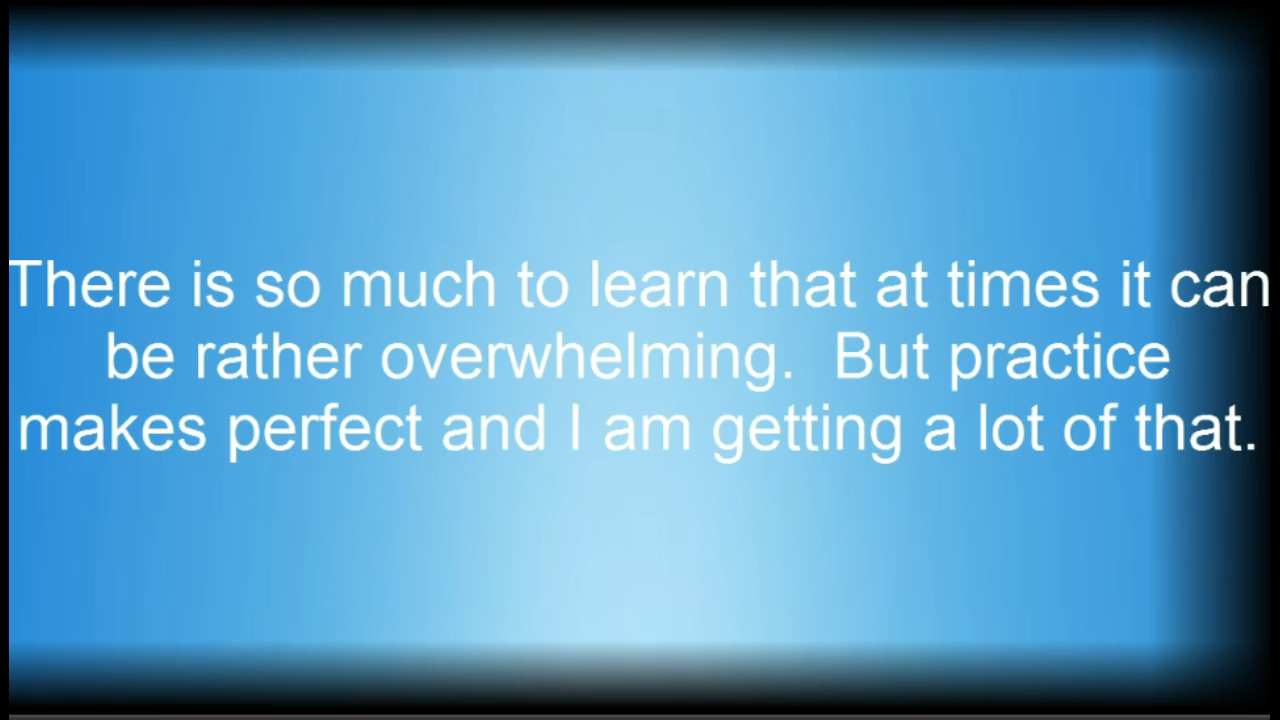 There is so much to learn that at times it can
be rather overwhelming.  But practice
makes perfect and I am getting a lot of that.